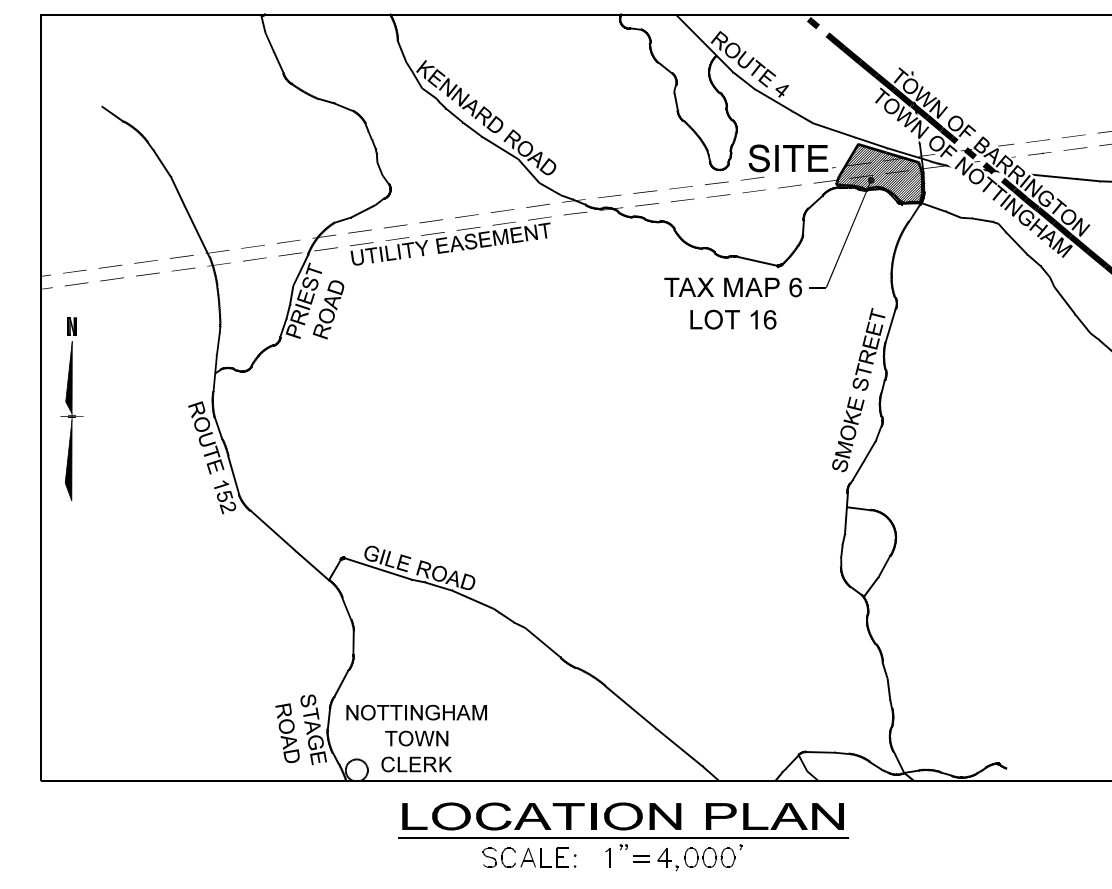 ROUTE 4
KENNARD ROAD
TOWN OF BARRINGTON
TOWN OF NOTTINGHAM
SITE
UTILITY EASEMENT
PRIEST
ROAD
TAX MAP 6
LOT 16
N
SMOKE STREET
ROUTE 152
GILE ROAD
STAGE
ROAD
NOTTINGHAM
TOWN
CLERK
LOCATION PLAN
SCALE: 1"=4,000'